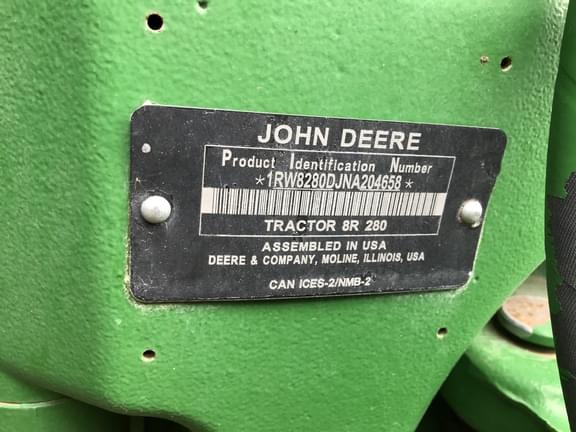 JOHN DEERE
Product Identification Number
*1RW8280DJNA204658*
TRACTOR 8R 280
ASSEMBLED IN USA
DEERE & COMPANY, MOLINE, ILLINOIS, USA
CAN ICES-2/NMB-2